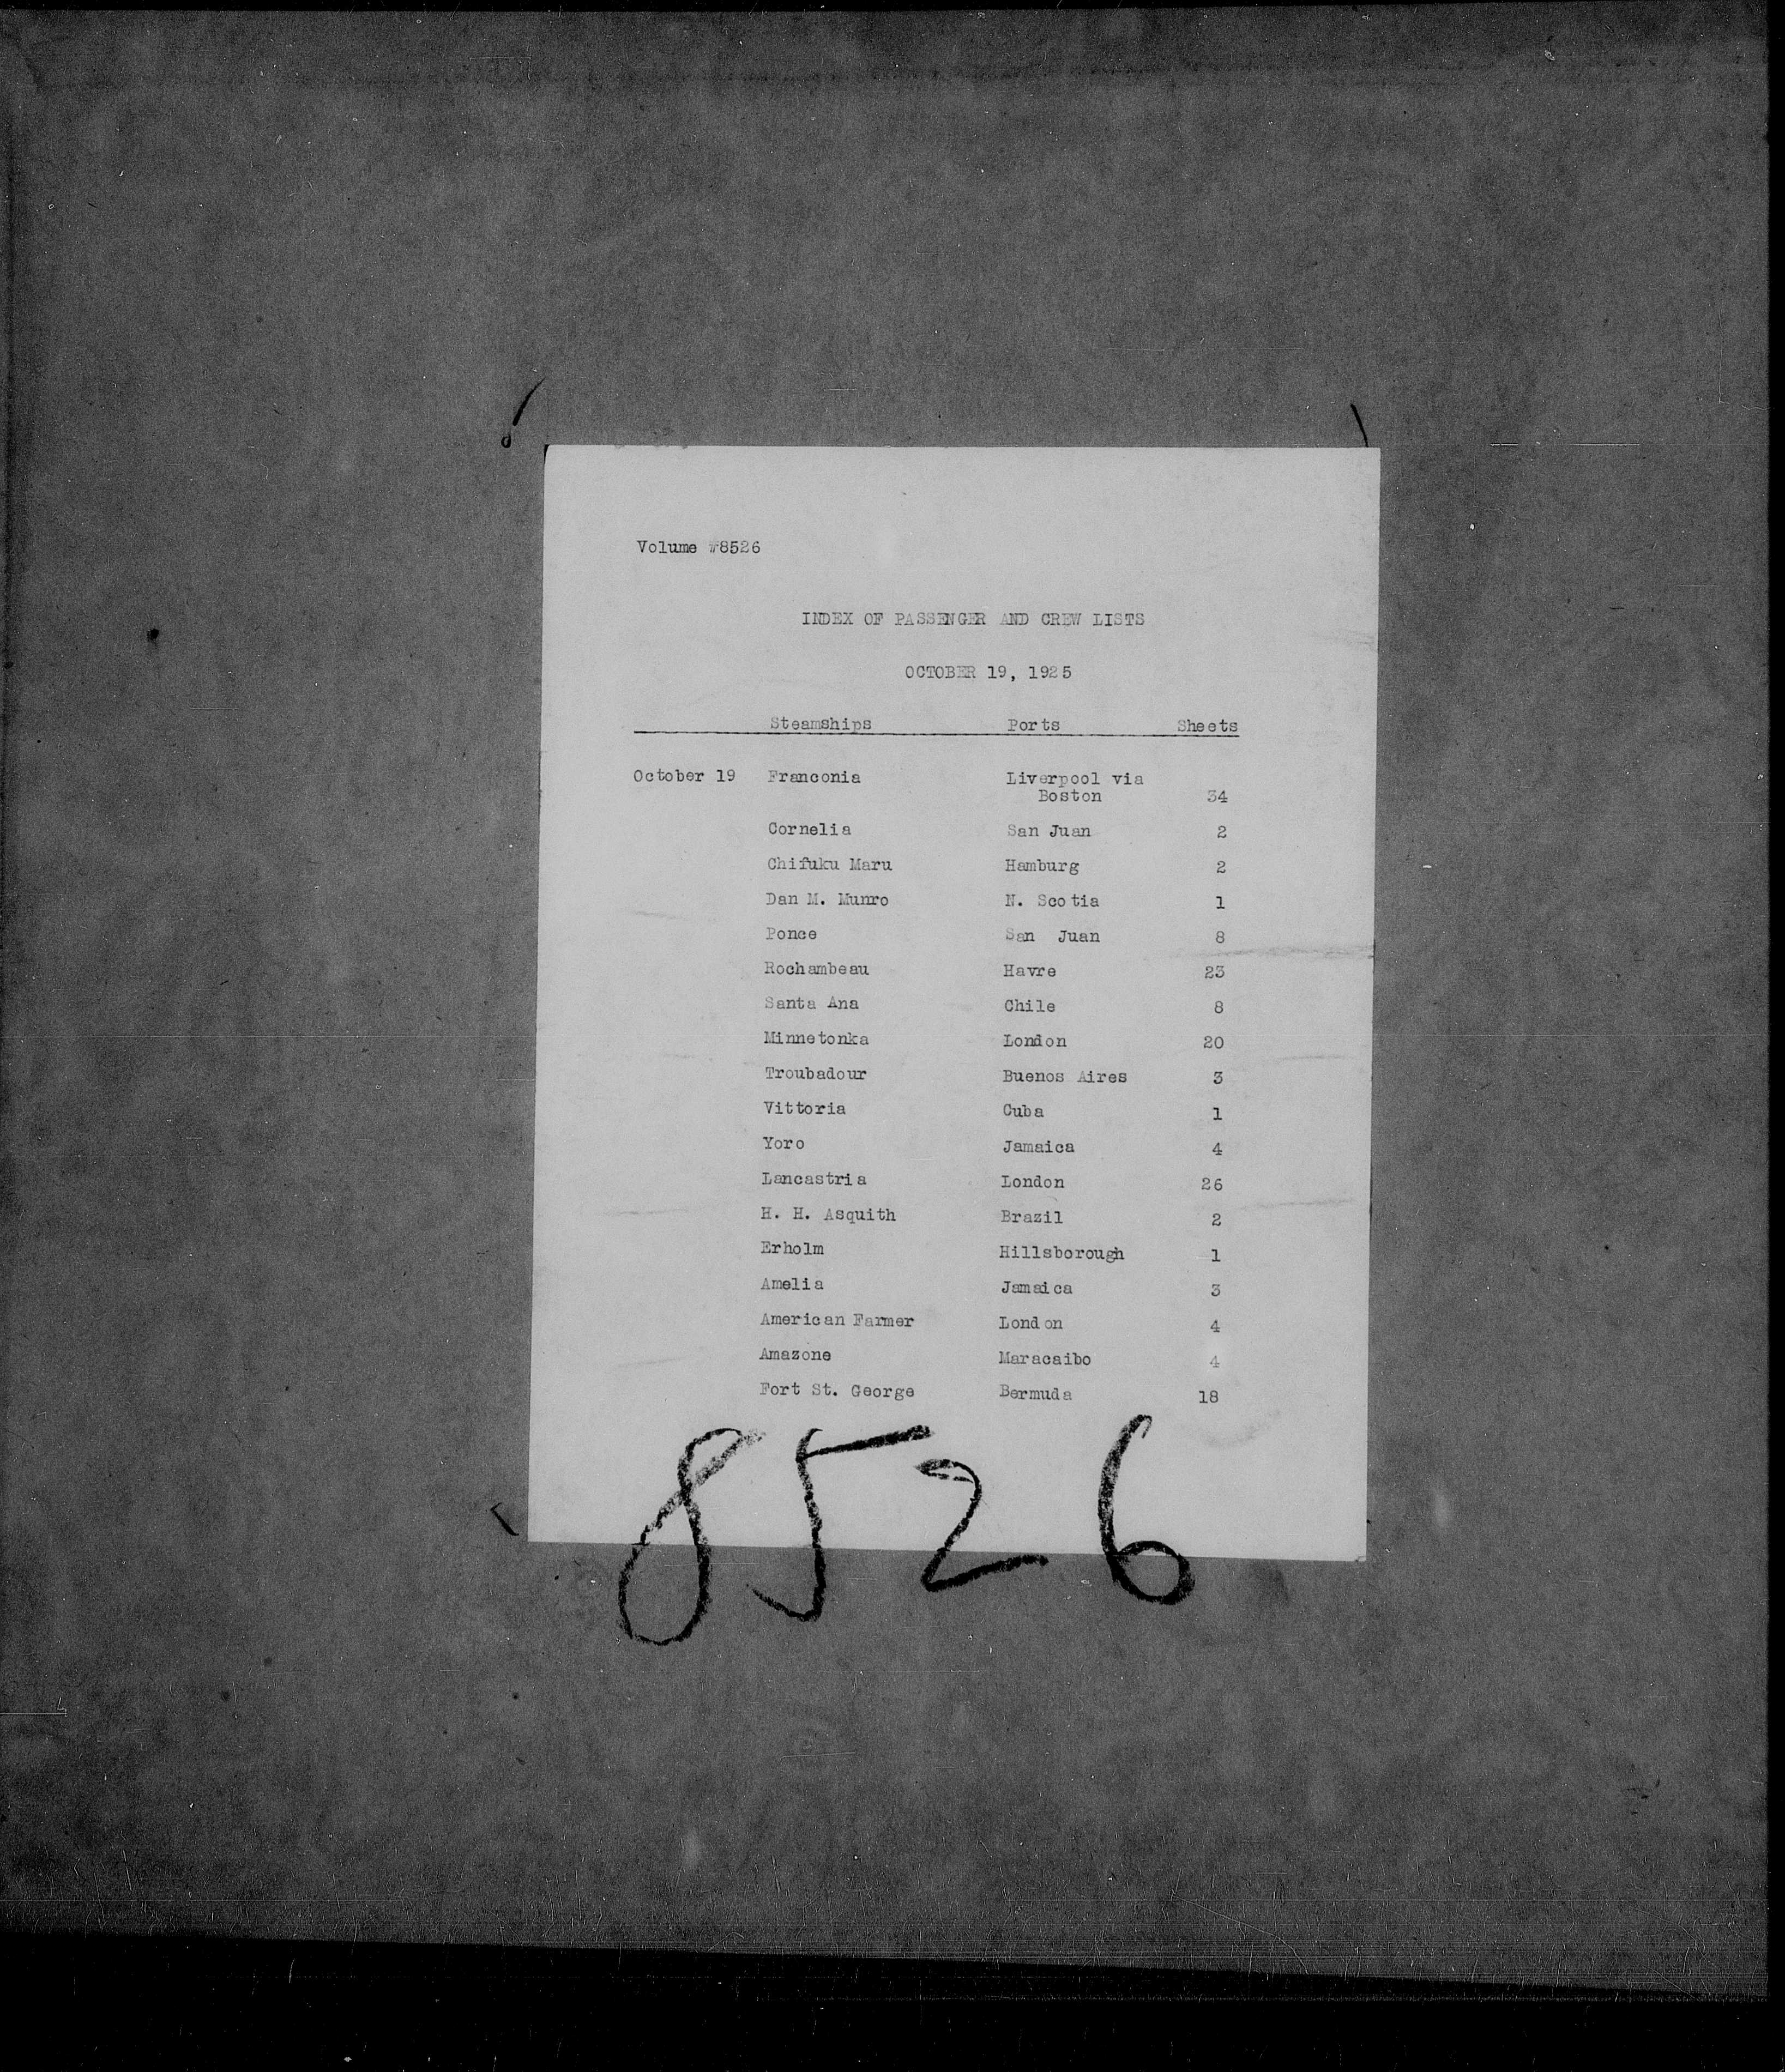 Volume #8526
INDEX OF PASSENGER AND CREW LISTS
OCTOBER 19, 1925
Steamships Ports Sheets
October 19 Franconia Liverpool via
Boston 34
Cornelia San Juan 2
Chifuku Maru Hamburg 2
Dan M. Munro N. Scotia 1
Ponce San Juan 8
Rochambeau Havre 23
Santa Ana Chile 8
Minnetonka London 20
Troubadour Buenos Aires 3
Vittoria Cuba 1
Yoro Jamaica 4
Lancastria London 26
H. H. Asquith Brazil 2
Erholm Hillsborough 1
Amelia Jamaica 3
American Farmer London 4
Amazone Maracaibo 4
Fort St. George Bermuda 18
8526